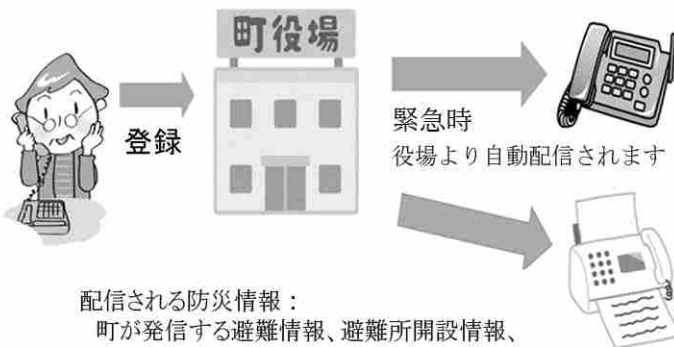 町役場
登録
緊急時
役場より自動配信されます
配信される防災情報:
町が発信する避難情報、避難所開設情報、